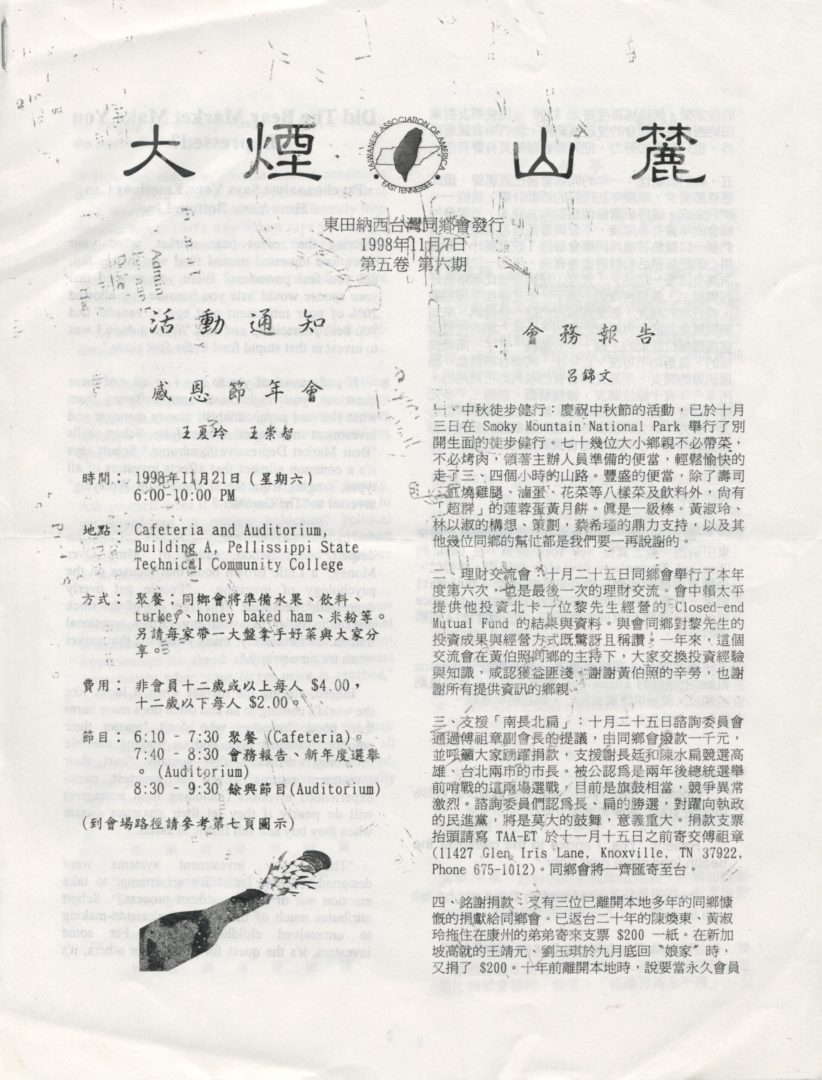 大煙山麓
TAIWANESE ASSOCIATION OF AMERICA
EAST TENNESSEE
東田納西台灣同鄉會發行
1998年11月7日
第五卷 第六期
活動通知
感恩節年會
王夏玲 王崇智
時間： 1998年11月21日（星期六）
6:00-10:00 PM
地點： Cafeteria and Auditorium,
Building A, Pellissippi State
Technical Community College
方式： 聚餐；同鄉會將準備水果、飲料、
turkey、honey baked ham、米粉等。
另請每家帶一大盤拿手好菜與大家分
享。
費用： 非會員十二歲或以上每人 $4.00，
十二歲以下每人 $2.00。
節目： 6:10 - 7:30 聚餐 (Cafeteria)。
7:40 - 8:30 會務報告、新年度選舉
。 (Auditorium)
8:30 - 9:30 餘興節目(Auditorium)
(到會場路徑請參考第七頁圖示)
會務報告
呂錦文
一、中秋徒步健行：慶祝中秋節的活動，已於十月
三日在 Smoky Mountain National Park 舉行了別
開生面的徒步健行。七十幾位大小鄉親不必帶菜，
不必烤肉，領著主辦人員準備的便當，輕鬆愉快的
走了三、四個小時的山路。豐盛的便當，除了壽司
、紅燒雞腿、滷蛋、花菜等八樣菜及飲料外，尚有
「超群」的蓮蓉蛋黃月餅。真是一級棒。黃淑玲、
林以淑的構想、策劃，蔡希瑾的鼎力支持，以及其
他幾位同鄉的幫忙都是我們要一再說謝的。
二、理財交流會：十月二十五日同鄉會舉行了本年
度第六次，也是最後一次的理財交流。會中賴太平
提供他投資北卡一位黎先生經營的 Closed-end
Mutual Fund 的結果與資料。與會同鄉對黎先生的
投資成果與經營方式既驚訝且稱讚。一年來，這個
交流會在黃伯照同鄉的主持下，大家交換投資經驗
與知識，咸認獲益匪淺。謝謝黃伯照的辛勞，也謝
謝所有提供資訊的鄉親。
三、支援「南長北扁」：十月二十五日諮詢委員會
通過傅祖章副會長的提議，由同鄉會撥款一千元，
並呼籲大家踴躍捐款，支援謝長廷和陳水扁競選高
雄、台北兩市的市長。被公認為是兩年後總統選舉
前哨戰的這兩場選戰，目前是旗鼓相當，競爭異常
激烈。諮詢委員們認為長、扁的勝選，對躍向執政
的民進黨，將是莫大的鼓舞，意義重大。捐款支票
抬頭請寫 TAA-ET 於十一月十五日之前寄交傅祖章
(11427 Glen Iris Lane, Knoxville, TN 37922,
Phone 675-1012)。同鄉會將一齊匯寄至台。
四、銘謝捐款：又有三位已離開本地多年的同鄉慷
慨的捐獻給同鄉會。已返台二十年的陳煥東、黃淑
玲拖住在康州的弟弟寄來支票 $200 一紙。在新加
坡高就的王靖元、劉玉琪於九月底回〝娘家〞時，
又捐了 $200。十年前離開本地時，說要當永久會員